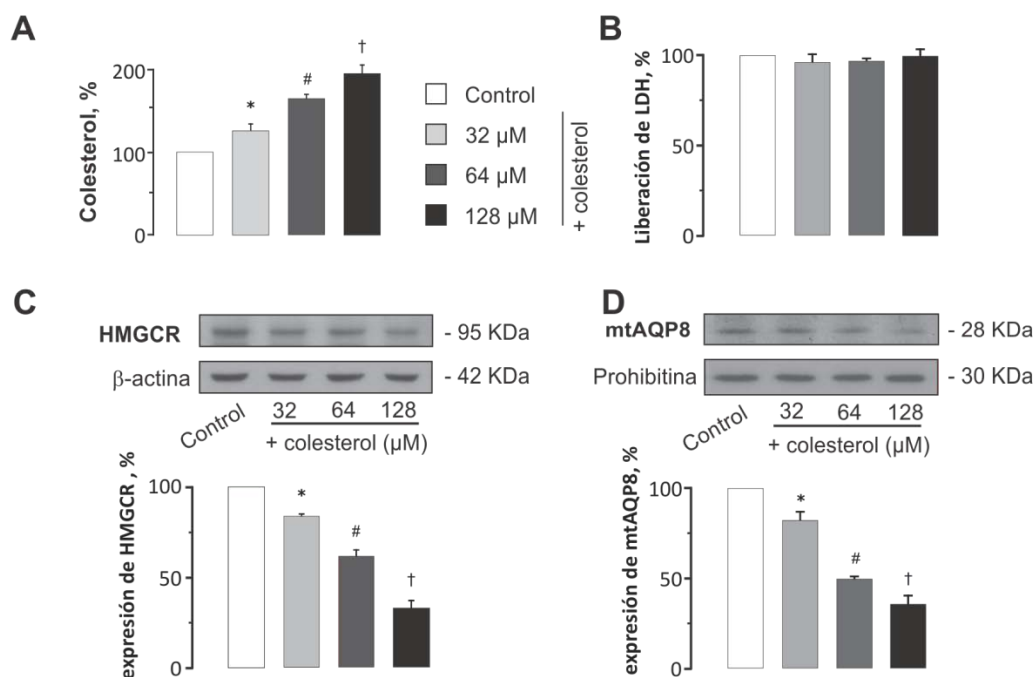 A
Colesterol, %
200
100
0
*
#
†
Control
32 µM
64 µM
128 µM
+ colesterol
B
Liberación de LDH, %
100
50
0
C
HMGCR
- 95 KDa
β-actina
- 42 KDa
Control
32 64 128
+ colesterol (µM)
expresión de HMGCR , %
100
50
0
*
#
†
D
mtAQP8
- 28 KDa
Prohibitina
- 30 KDa
Control
32 64 128
+ colesterol (µM)
expresión de mtAQP8, %
100
50
0
*
#
†